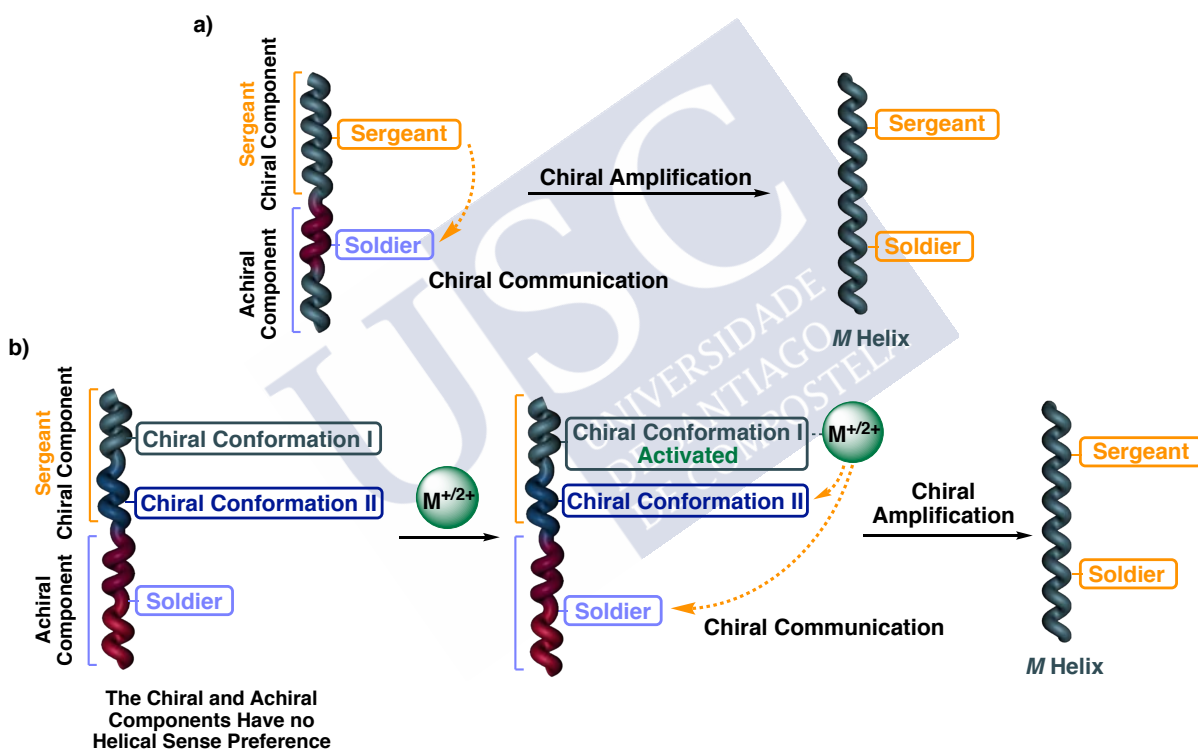 a)
Sergeant
Chiral Component
Achiral
Component
Sergeant
Soldier
Chiral Amplification
Chiral Communication
Sergeant
Soldier
M Helix
USC
UNIVERSIDADE
DE SANTIAGO
DE COMPOSTELA
b)
Sergeant
Chiral Component
Achiral
Component
Chiral Conformation I
Chiral Conformation II
Soldier
The Chiral and Achiral
Components Have no
Helical Sense Preference
M+/2+
Chiral Conformation I
Activated
Chiral Conformation II
Soldier
M+/2+
Chiral Communication
Chiral
Amplification
Sergeant
Soldier
M Helix